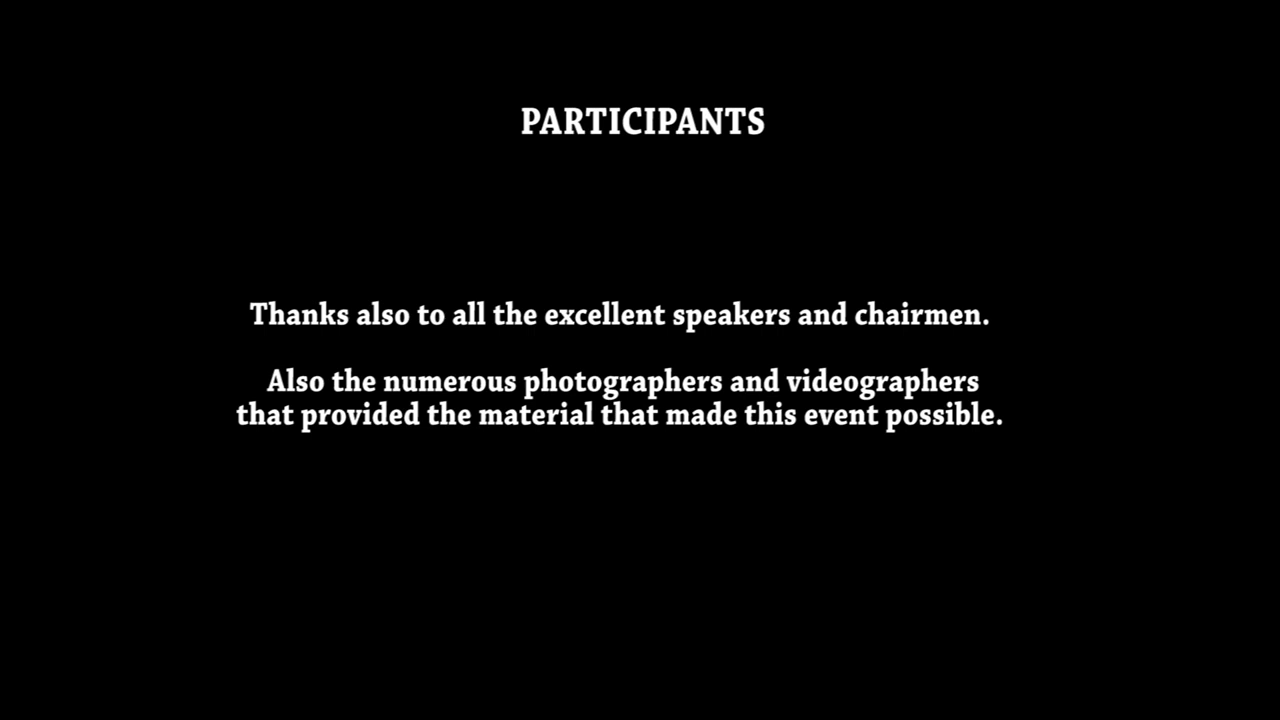 PARTICIPANTS
Thanks also to all the excellent speakers and chairmen.
Also the numerous photographers and videographers
that provided the material that made this event possible.